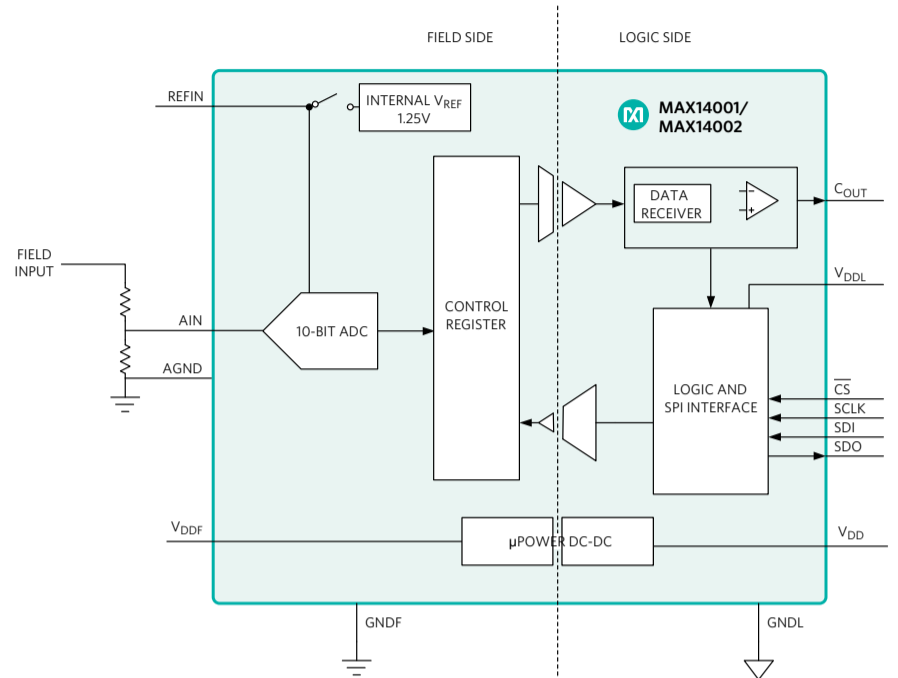 FIELD SIDE
LOGIC SIDE
REFIN
INTERNAL VREF
1.25V
MAX14001/
MAX14002
DATA
RECEIVER
COUT
FIELD
INPUT
VDDL
CONTROL
REGISTER
AIN
10-BIT ADC
AGND
LOGIC AND
SPI INTERFACE
CS
SCLK
SDI
SDO
VDDF
µPOWER DC-DC
VDD
GNDF
GNDL